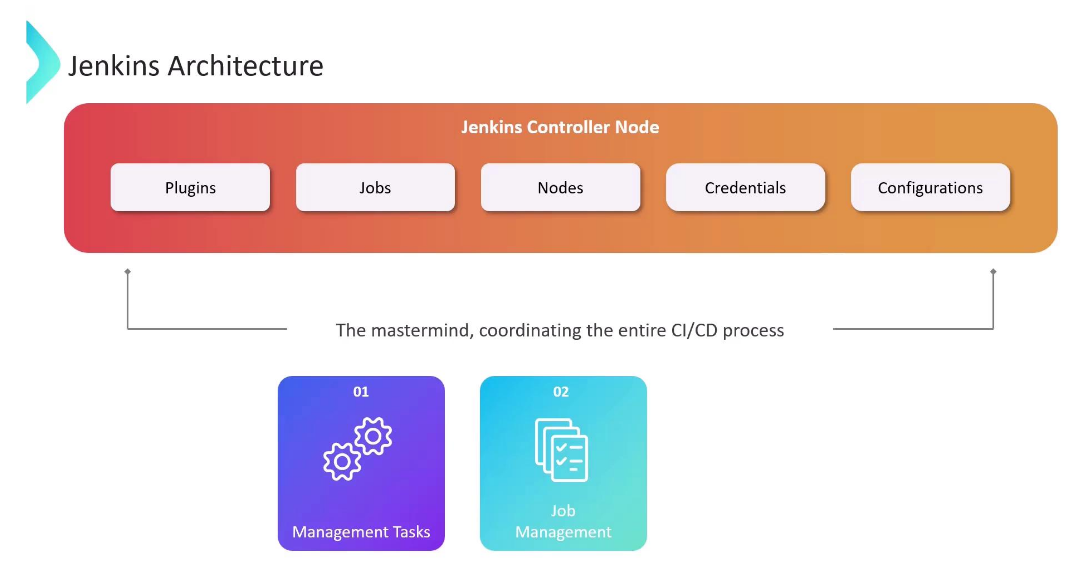 Jenkins Architecture
Jenkins Controller Node
Plugins
Jobs
Nodes
Credentials
Configurations
The mastermind, coordinating the entire CI/CD process
01
Management Tasks
02
Job
Management